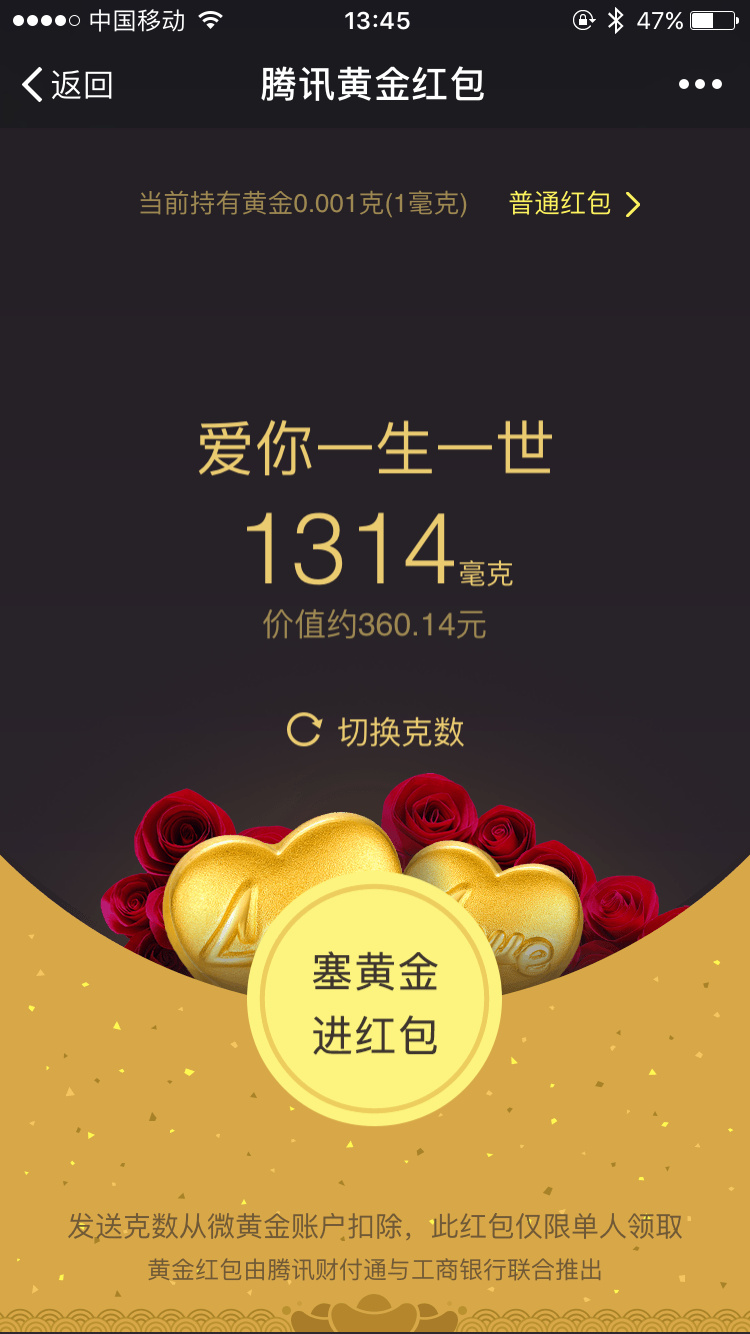 中国移动 13:45 47%
返回 腾讯黄金红包
当前持有黄金0.001克(1毫克) 普通红包
爱你一生一世
1314毫克
价值约360.14元
切换克数
塞黄金
进红包
发送克数从微黄金账户扣除，此红包仅限单人领取
黄金红包由腾讯财付通与工商银行联合推出